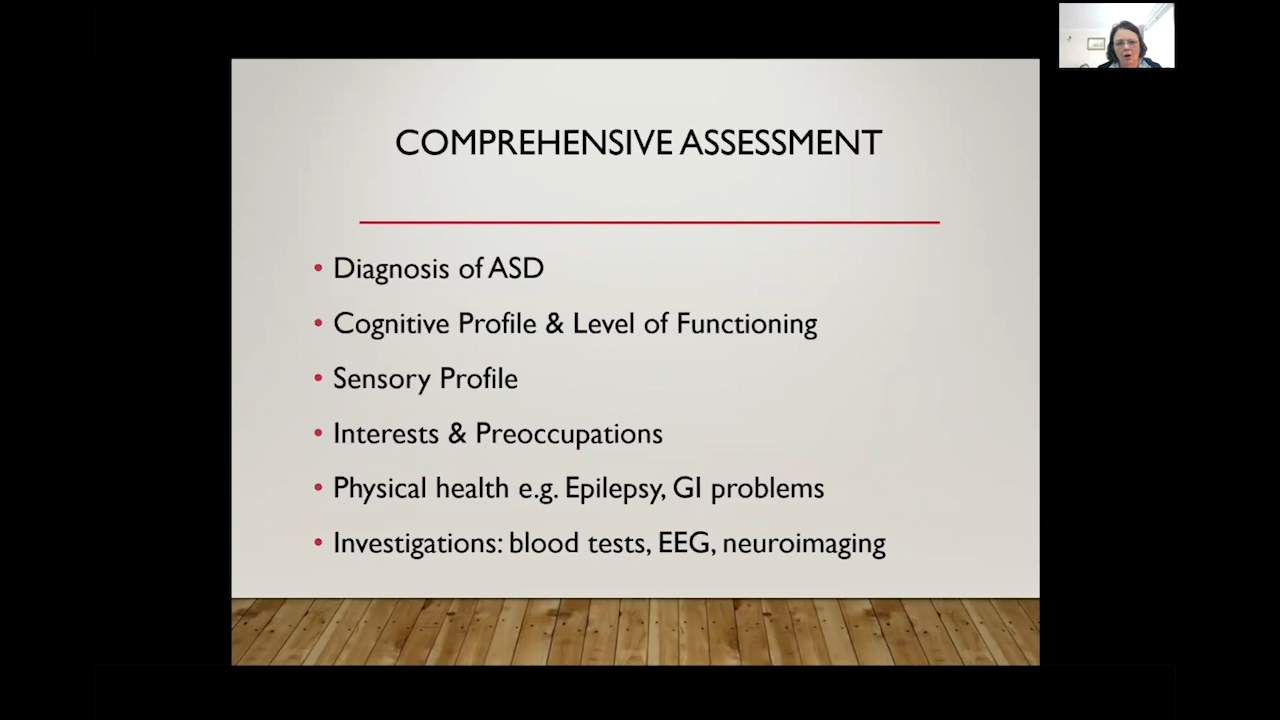 COMPREHENSIVE ASSESSMENT
• Diagnosis of ASD
• Cognitive Profile & Level of Functioning
• Sensory Profile
• Interests & Preoccupations
• Physical health e.g. Epilepsy, GI problems
• Investigations: blood tests, EEG, neuroimaging